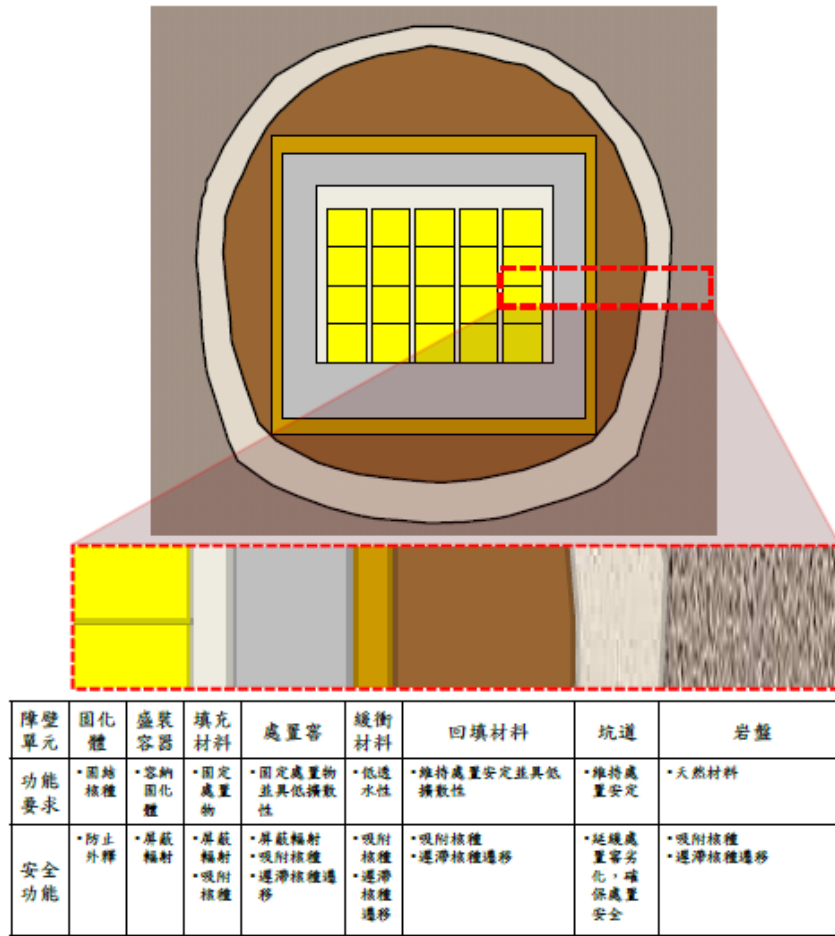 障壁單元
固化體
盛裝容器
填充材料
處置窖
緩衝材料
回填材料
坑道
岩盤
功能要求
▪固結核種
▪容納固化體
▪固定處置物
▪固定處置物並具低擴散性
▪低透水性
▪維持處置安定並具低擴散性
▪維持處置安定
▪天然材料
安全功能
▪防止外釋
▪屏蔽輻射
▪屏蔽輻射
▪吸附核種
▪屏蔽輻射
▪吸附核種
▪遲滯核種遷移
▪吸附核種
▪遲滯核種遷移
▪吸附核種
▪遲滯核種遷移
▪延緩處置窖劣化，確保處置安全
▪吸附核種
▪遲滯核種遷移